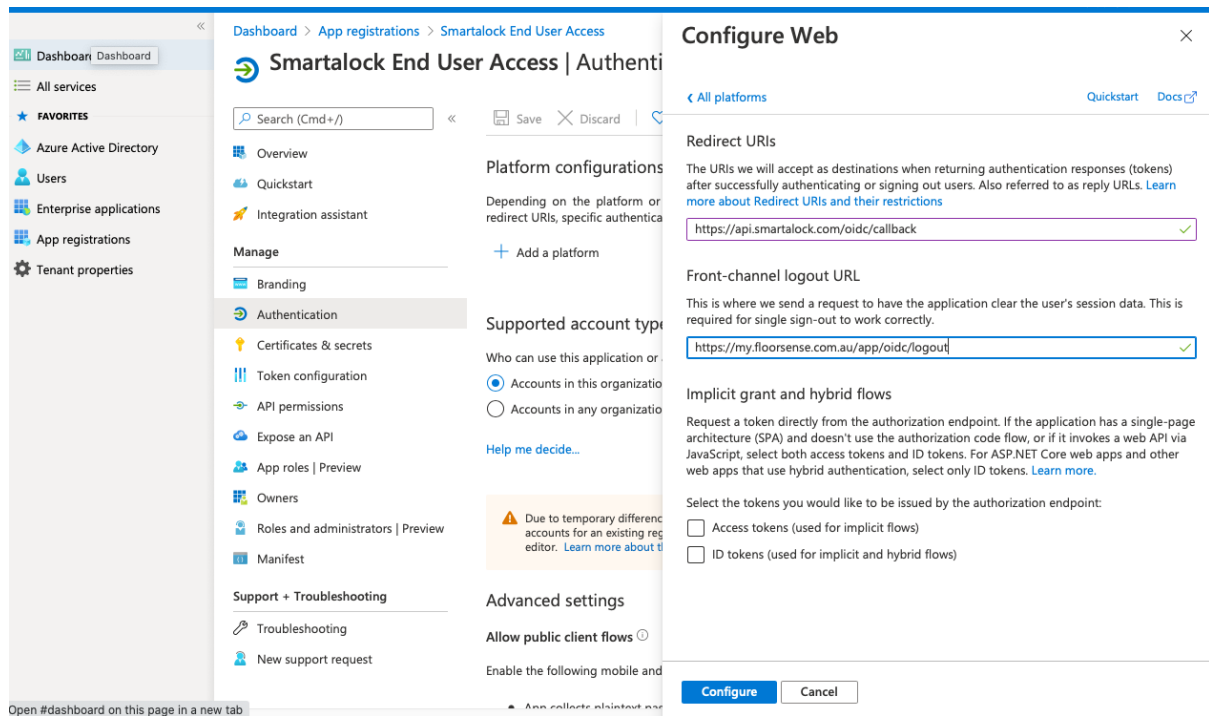 «
Dashboard
Dashboard
All services
FAVORITES
Azure Active Directory
Users
Enterprise applications
App registrations
Tenant properties
Open #dashboard on this page in a new tab
Dashboard > App registrations > Smartalock End User Access
Smartalock End User Access | Authenti
Search (Cmd+/)
«
Overview
Quickstart
Integration assistant
Manage
Branding
Authentication
Certificates & secrets
Token configuration
API permissions
Expose an API
App roles | Preview
Owners
Roles and administrators | Preview
Manifest
Support + Troubleshooting
Troubleshooting
New support request
Save Discard
Platform configurations
Depending on the platform or
redirect URIs, specific authentica
Add a platform
Supported account type
Who can use this application or
Accounts in this organizatio
Accounts in any organizatio
Help me decide...
Due to temporary differenc
accounts for an existing reg
editor. Learn more about t
Advanced settings
Allow public client flows
Enable the following mobile and
• App collects plaintext
Configure Web
All platforms
Quickstart Docs
Redirect URIs
The URIs we will accept as destinations when returning authentication responses (tokens)
after successfully authenticating or signing out users. Also referred to as reply URLs. Learn
more about Redirect URIs and their restrictions
https://api.smartalock.com/oidc/callback
Front-channel logout URL
This is where we send a request to have the application clear the user's session data. This is
required for single sign-out to work correctly.
https://my.floorsense.com.au/app/oidc/logout
Implicit grant and hybrid flows
Request a token directly from the authorization endpoint. If the application has a single-page
architecture (SPA) and doesn't use the authorization code flow, or if it invokes a web API via
JavaScript, select both access tokens and ID tokens. For ASP.NET Core web apps and other
web apps that use hybrid authentication, select only ID tokens. Learn more.
Select the tokens you would like to be issued by the authorization endpoint:
Access tokens (used for implicit flows)
ID tokens (used for implicit and hybrid flows)
Configure
Cancel